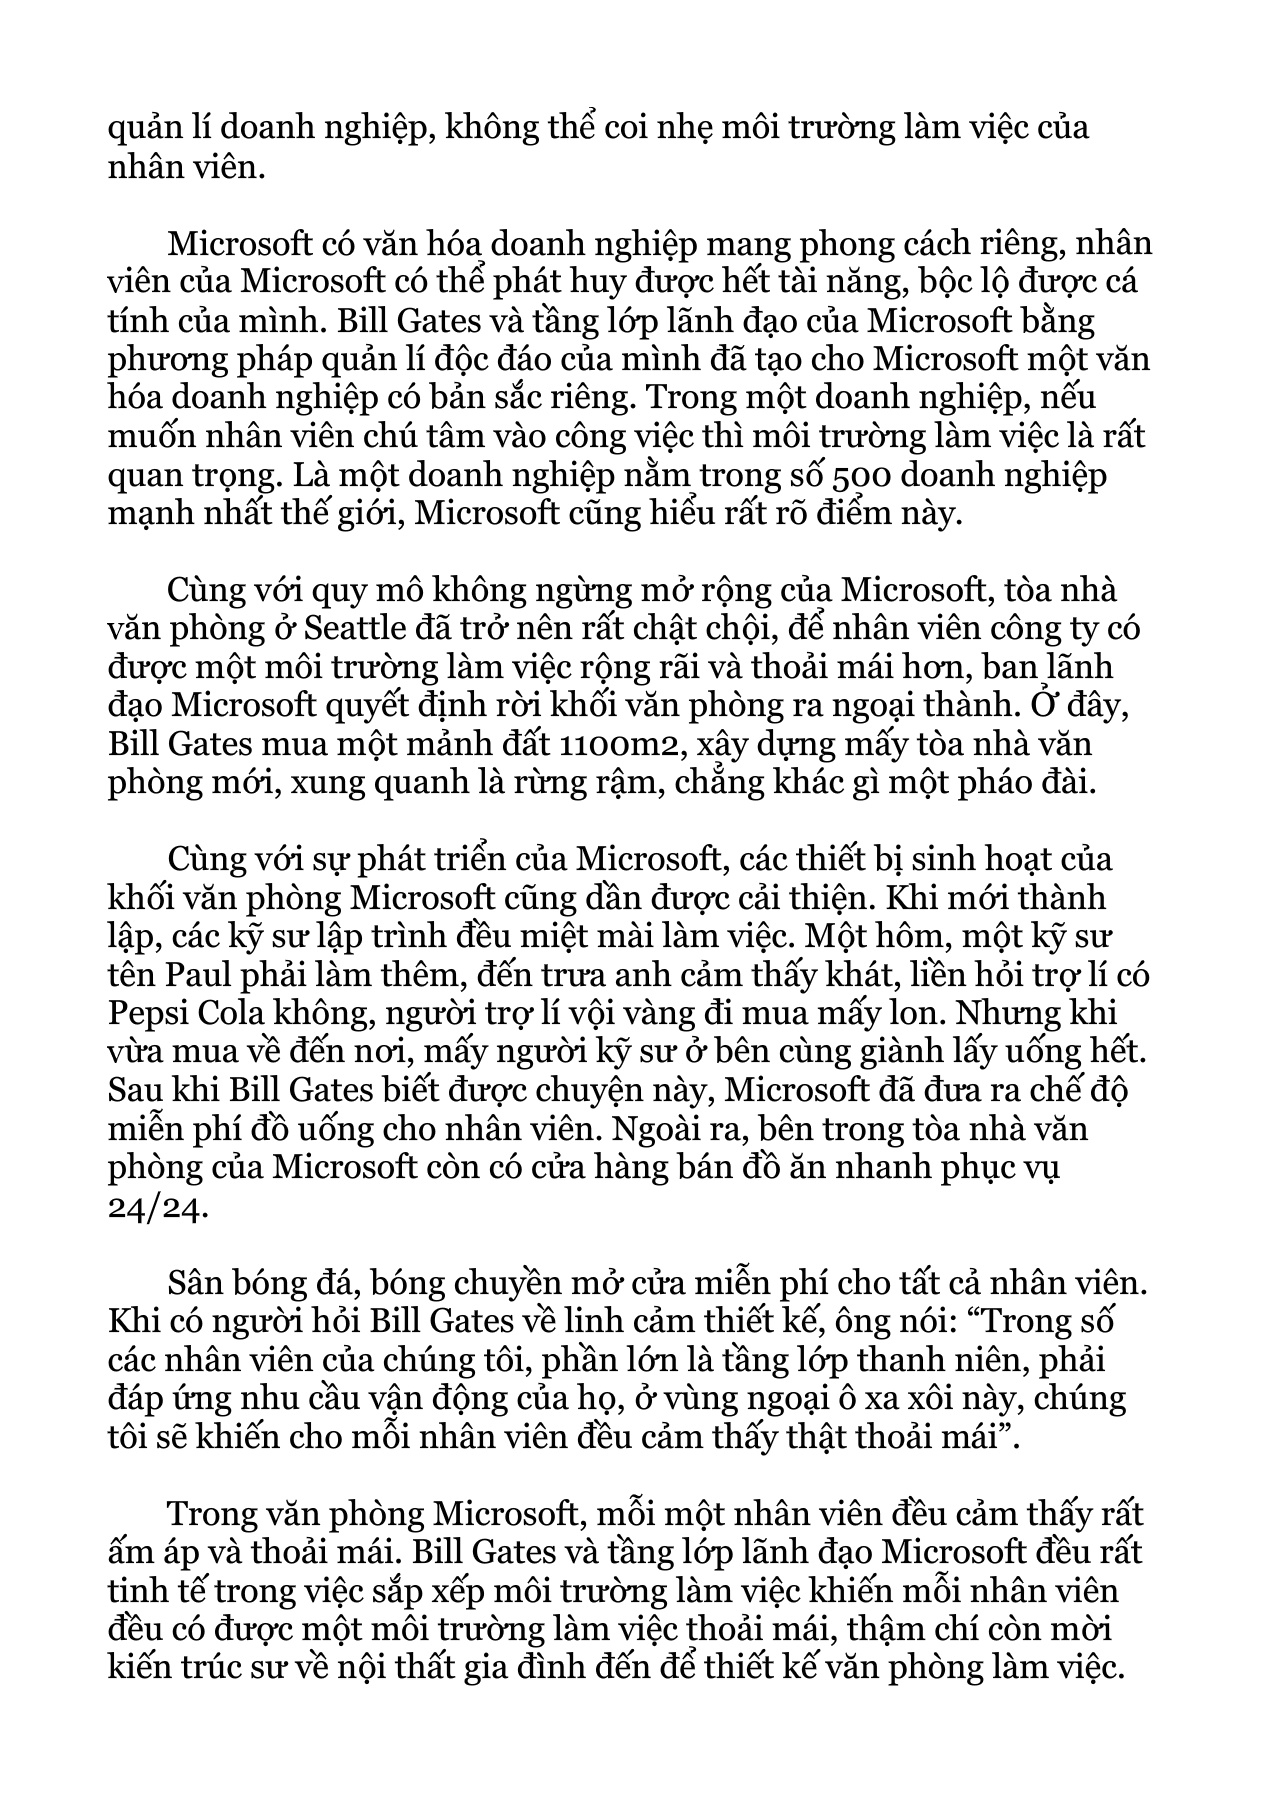 quản lí doanh nghiệp, không thể coi nhẹ môi trường làm việc của
nhân viên.
Microsoft có văn hóa doanh nghiệp mang phong cách riêng, nhân
viên của Microsoft có thể phát huy được hết tài năng, bộc lộ được cá
tính của mình. Bill Gates và tầng lớp lãnh đạo của Microsoft bằng
phương pháp quản lí độc đáo của mình đã tạo cho Microsoft một văn
hóa doanh nghiệp có bản sắc riêng. Trong một doanh nghiệp, nếu
muốn nhân viên chú tâm vào công việc thì môi trường làm việc là rất
quan trọng. Là một doanh nghiệp nằm trong số 500 doanh nghiệp
mạnh nhất thế giới, Microsoft cũng hiểu rất rõ điểm này.
Cùng với quy mô không ngừng mở rộng của Microsoft, tòa nhà
văn phòng ở Seattle đã trở nên rất chật chội, để nhân viên công ty có
được một môi trường làm việc rộng rãi và thoải mái hơn, ban lãnh
đạo Microsoft quyết định rời khối văn phòng ra ngoại thành. Ở đây,
Bill Gates mua một mảnh đất 1100m2, xây dựng mấy tòa nhà văn
phòng mới, xung quanh là rừng rậm, chẳng khác gì một pháo đài.
Cùng với sự phát triển của Microsoft, các thiết bị sinh hoạt của
khối văn phòng Microsoft cũng dần được cải thiện. Khi mới thành
lập, các kỹ sư lập trình đều miệt mài làm việc. Một hôm, một kỹ sư
tên Paul phải làm thêm, đến trưa anh cảm thấy khát, liền hỏi trợ lí có
Pepsi Cola không, người trợ lí vội vàng đi mua mấy lon. Nhưng khi
vừa mua về đến nơi, mấy người kỹ sư ở bên cùng giành lấy uống hết.
Sau khi Bill Gates biết được chuyện này, Microsoft đã đưa ra chế độ
miễn phí đồ uống cho nhân viên. Ngoài ra, bên trong tòa nhà văn
phòng của Microsoft còn có cửa hàng bán đồ ăn nhanh phục vụ
24/24.
Sân bóng đá, bóng chuyền mở cửa miễn phí cho tất cả nhân viên.
Khi có người hỏi Bill Gates về linh cảm thiết kế, ông nói: “Trong số
các nhân viên của chúng tôi, phần lớn là tầng lớp thanh niên, phải
đáp ứng nhu cầu vận động của họ, ở vùng ngoại ô xa xôi này, chúng
tôi sẽ khiến cho mỗi nhân viên đều cảm thấy thật thoải mái”.
Trong văn phòng Microsoft, mỗi một nhân viên đều cảm thấy rất
ấm áp và thoải mái. Bill Gates và tầng lớp lãnh đạo Microsoft đều rất
tinh tế trong việc sắp xếp môi trường làm việc khiến mỗi nhân viên
đều có được một môi trường làm việc thoải mái, thậm chí còn mời
kiến trúc sư về nội thất gia đình đến để thiết kế văn phòng làm việc.